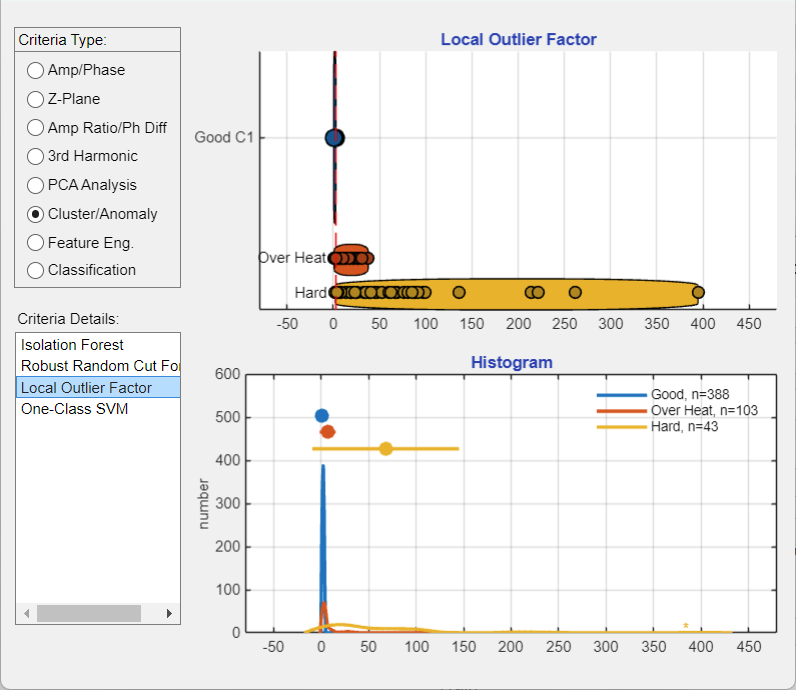 Criteria Type:
Amp/Phase
Z-Plane
Amp Ratio/Ph Diff
3rd Harmonic
PCA Analysis
Cluster/Anomaly
Feature Eng.
Classification
Criteria Details:
Isolation Forest
Robust Random Cut For
Local Outlier Factor
One-Class SVM
Local Outlier Factor
Good C1
Over Heat
Hard
-50 0 50 100 150 200 250 300 350 400 450
Histogram
600
500
400
300
200
100
0
number
Good, n=388
Over Heat, n=103
Hard, n=43
*
-50 0 50 100 150 200 250 300 350 400 450